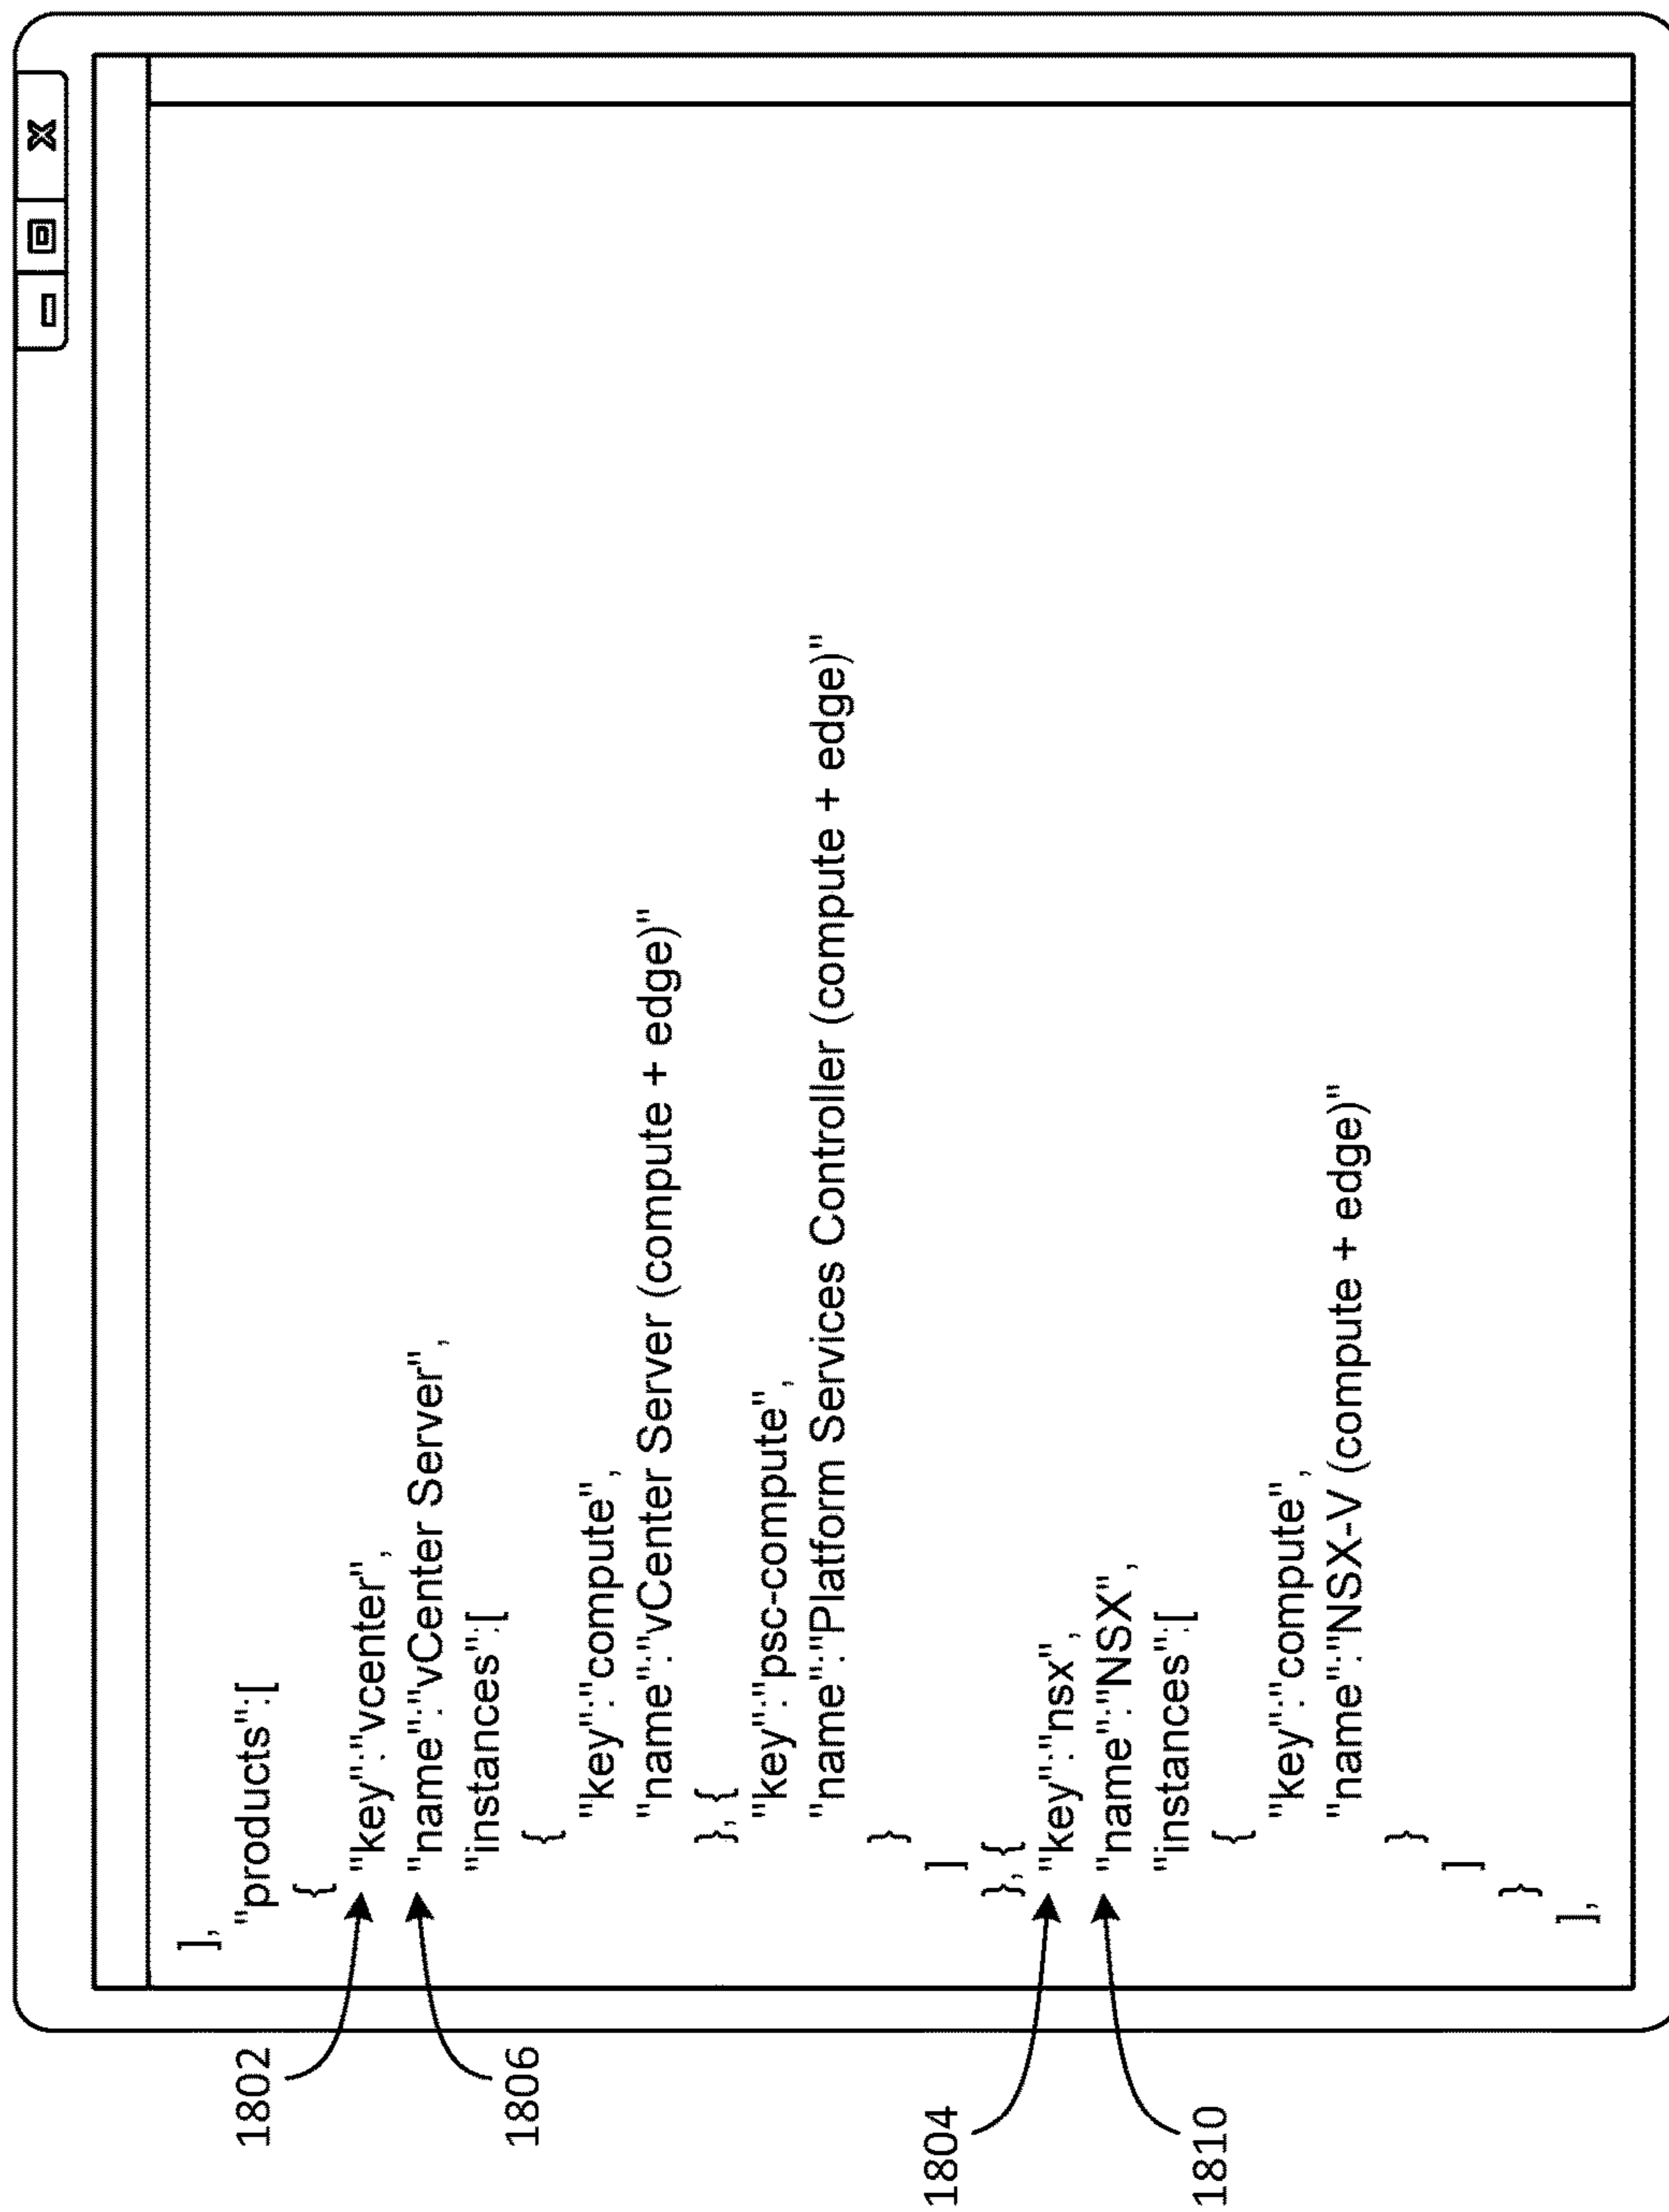 X
],
"products":[
{
1802
"key":"vcenter",
1806
"name":"vCenter Server",
"instances":[
{
"key":"compute",
"name":"vCenter Server (compute + edge)"
}, {
"key":"psc-compute",
"name":"Platform Services Controller (compute + edge)"
}
]
}, {
1804
"key":"nsx",
1810
"name":"NSX",
"instances":[
{
"key":"compute",
"name":"NSX-V (compute + edge)"
}
]
}
],